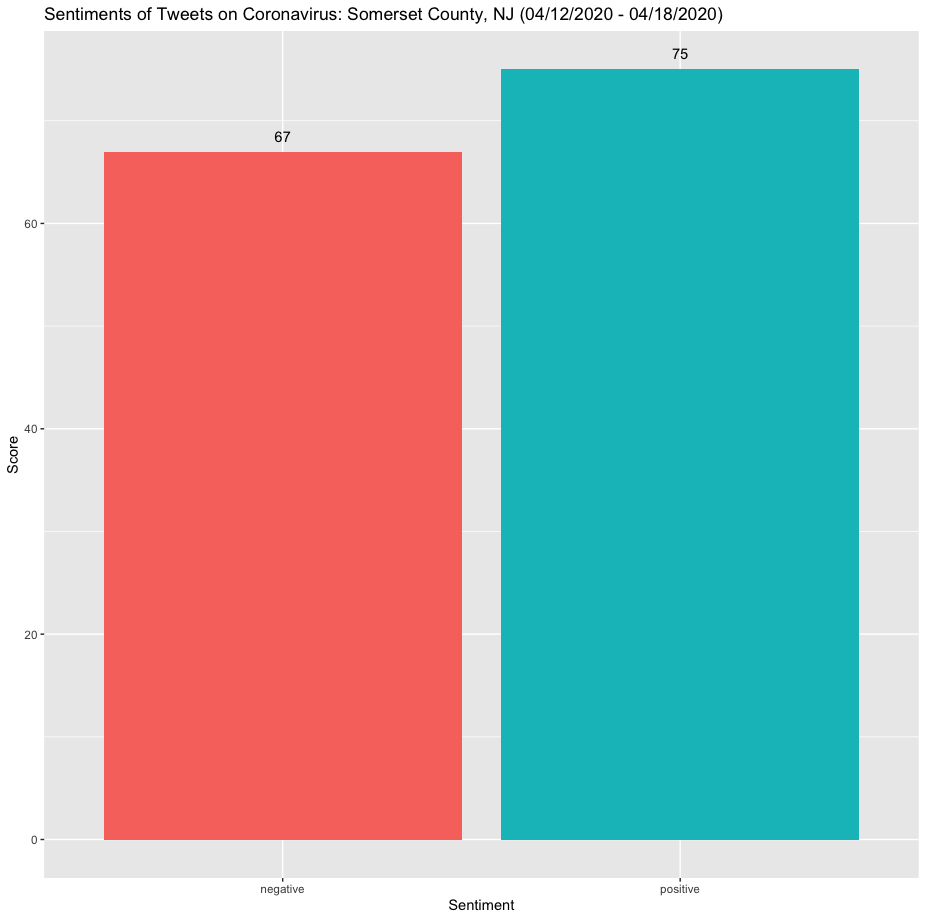 Sentiments of Tweets on Coronavirus: Somerset County, NJ (04/12/2020 - 04/18/2020)
75
67
60
40
Score
20
0
negative
positive
Sentiment